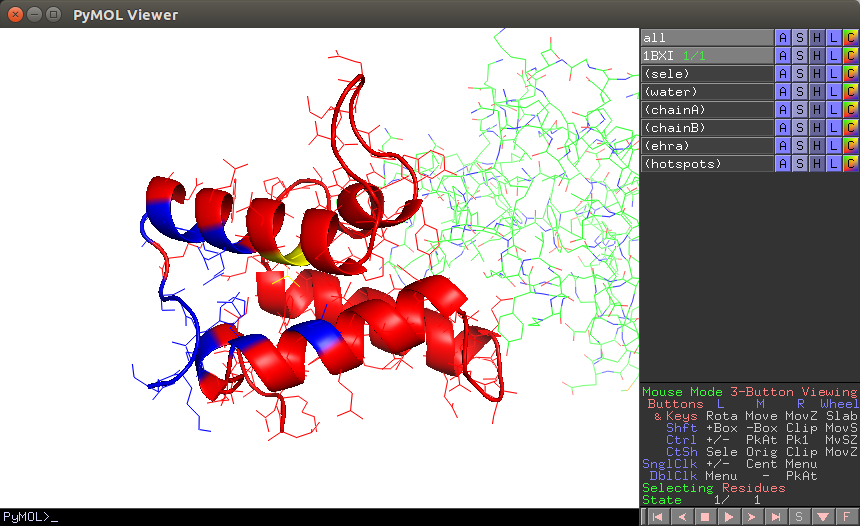 PyMOL Viewer
all A S H L C
1BXI 1/1 A S H L C
(sele) A S H L C
(water) A S H L C
(chainA) A S H L C
(chainB) A S H L C
(ehra) A S H L C
(hotspots) A S H L C
Mouse Mode 3-Button Viewing
Buttons L M R Wheel
& Keys Rota Move MovZ Slab
Shft +Box -Box Clip MovS
Ctrl +/- PkAt Pk1 MvSZ
CtSh Sele Orig Clip MovZ
SnglClk +/- Cent Menu
DblClk Menu - PkAt
Selecting Residues
State 1/ 1
PyMOL>_ S F